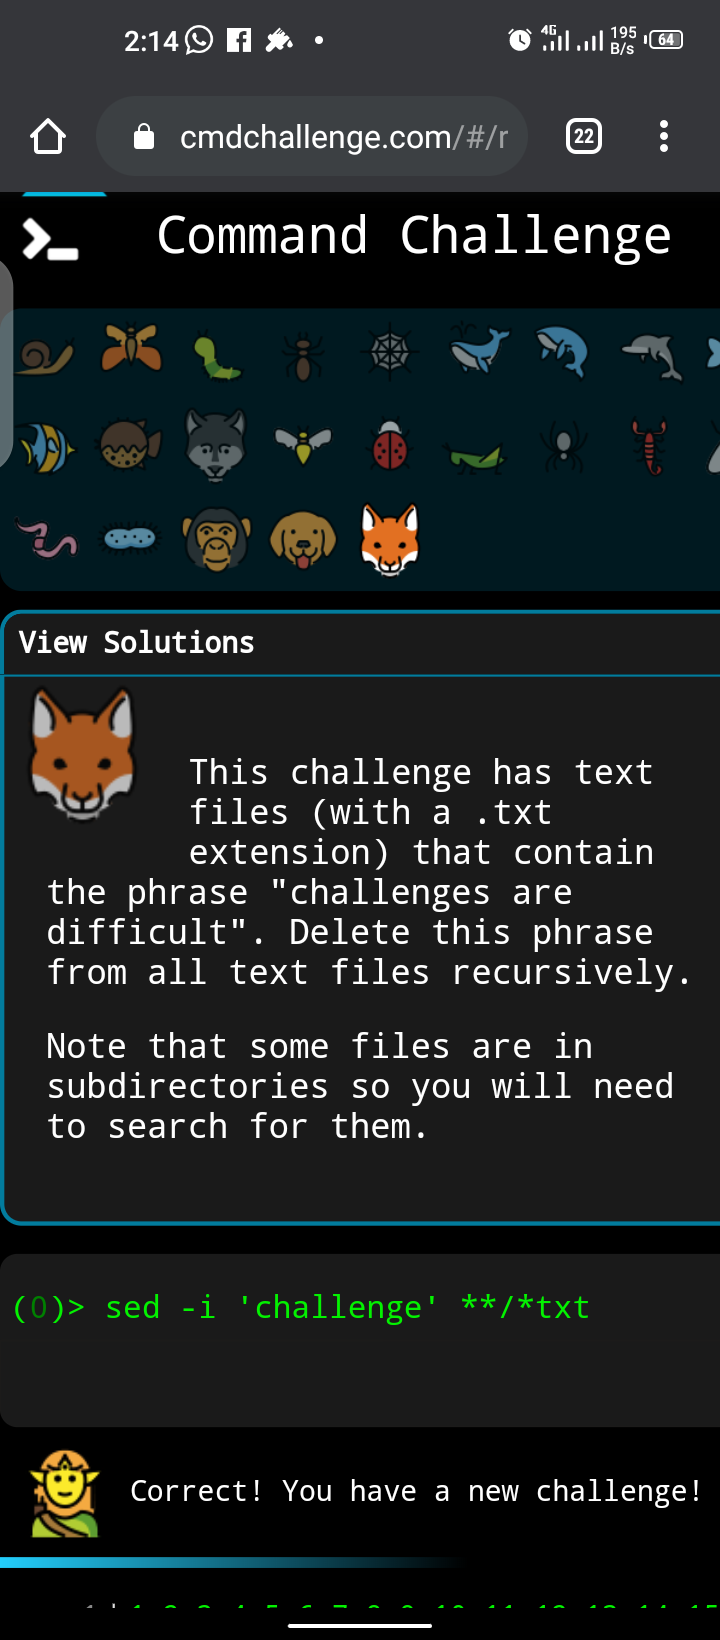 2:14 4G 195 B/s 64
cmdchallenge.com/#/r 22
Command Challenge
View Solutions
This challenge has text
files (with a .txt
extension) that contain
the phrase "challenges are
difficult". Delete this phrase
from all text files recursively.
Note that some files are in
subdirectories so you will need
to search for them.
(0)> sed -i 'challenge' **/*txt
Correct! You have a new challenge!